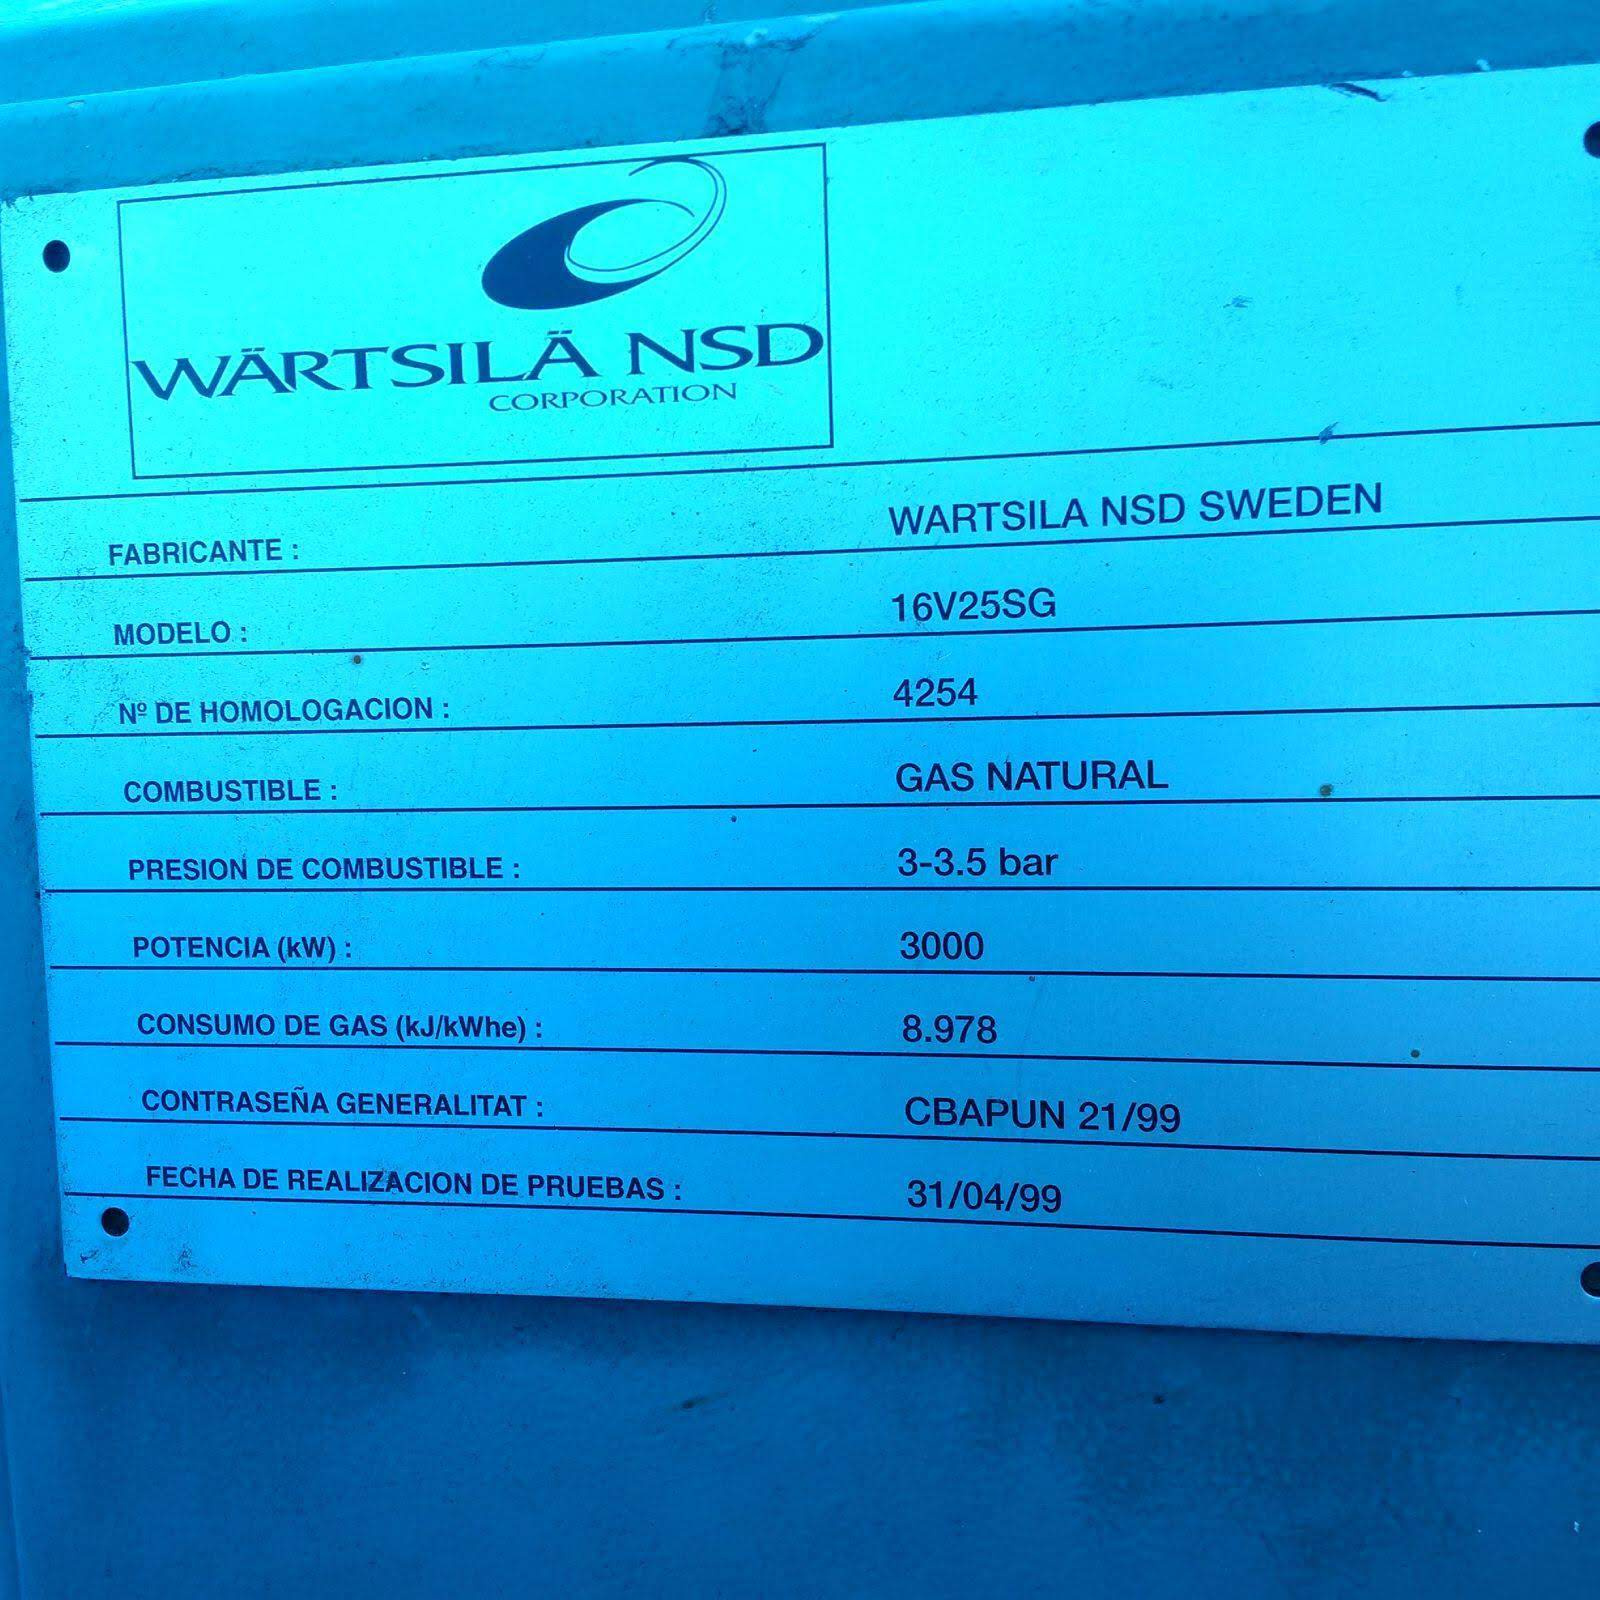 WÄRTSILÄ NSD
CORPORATION
FABRICANTE : WARTSILA NSD SWEDEN
MODELO : 16V25SG
Nº DE HOMOLOGACION : 4254
COMBUSTIBLE : GAS NATURAL
PRESION DE COMBUSTIBLE : 3-3.5 bar
POTENCIA (kW) : 3000
CONSUMO DE GAS (kJ/kWhe) : 8.978
CONTRASEÑA GENERALITAT : CBAPUN 21/99
FECHA DE REALIZACION DE PRUEBAS : 31/04/99